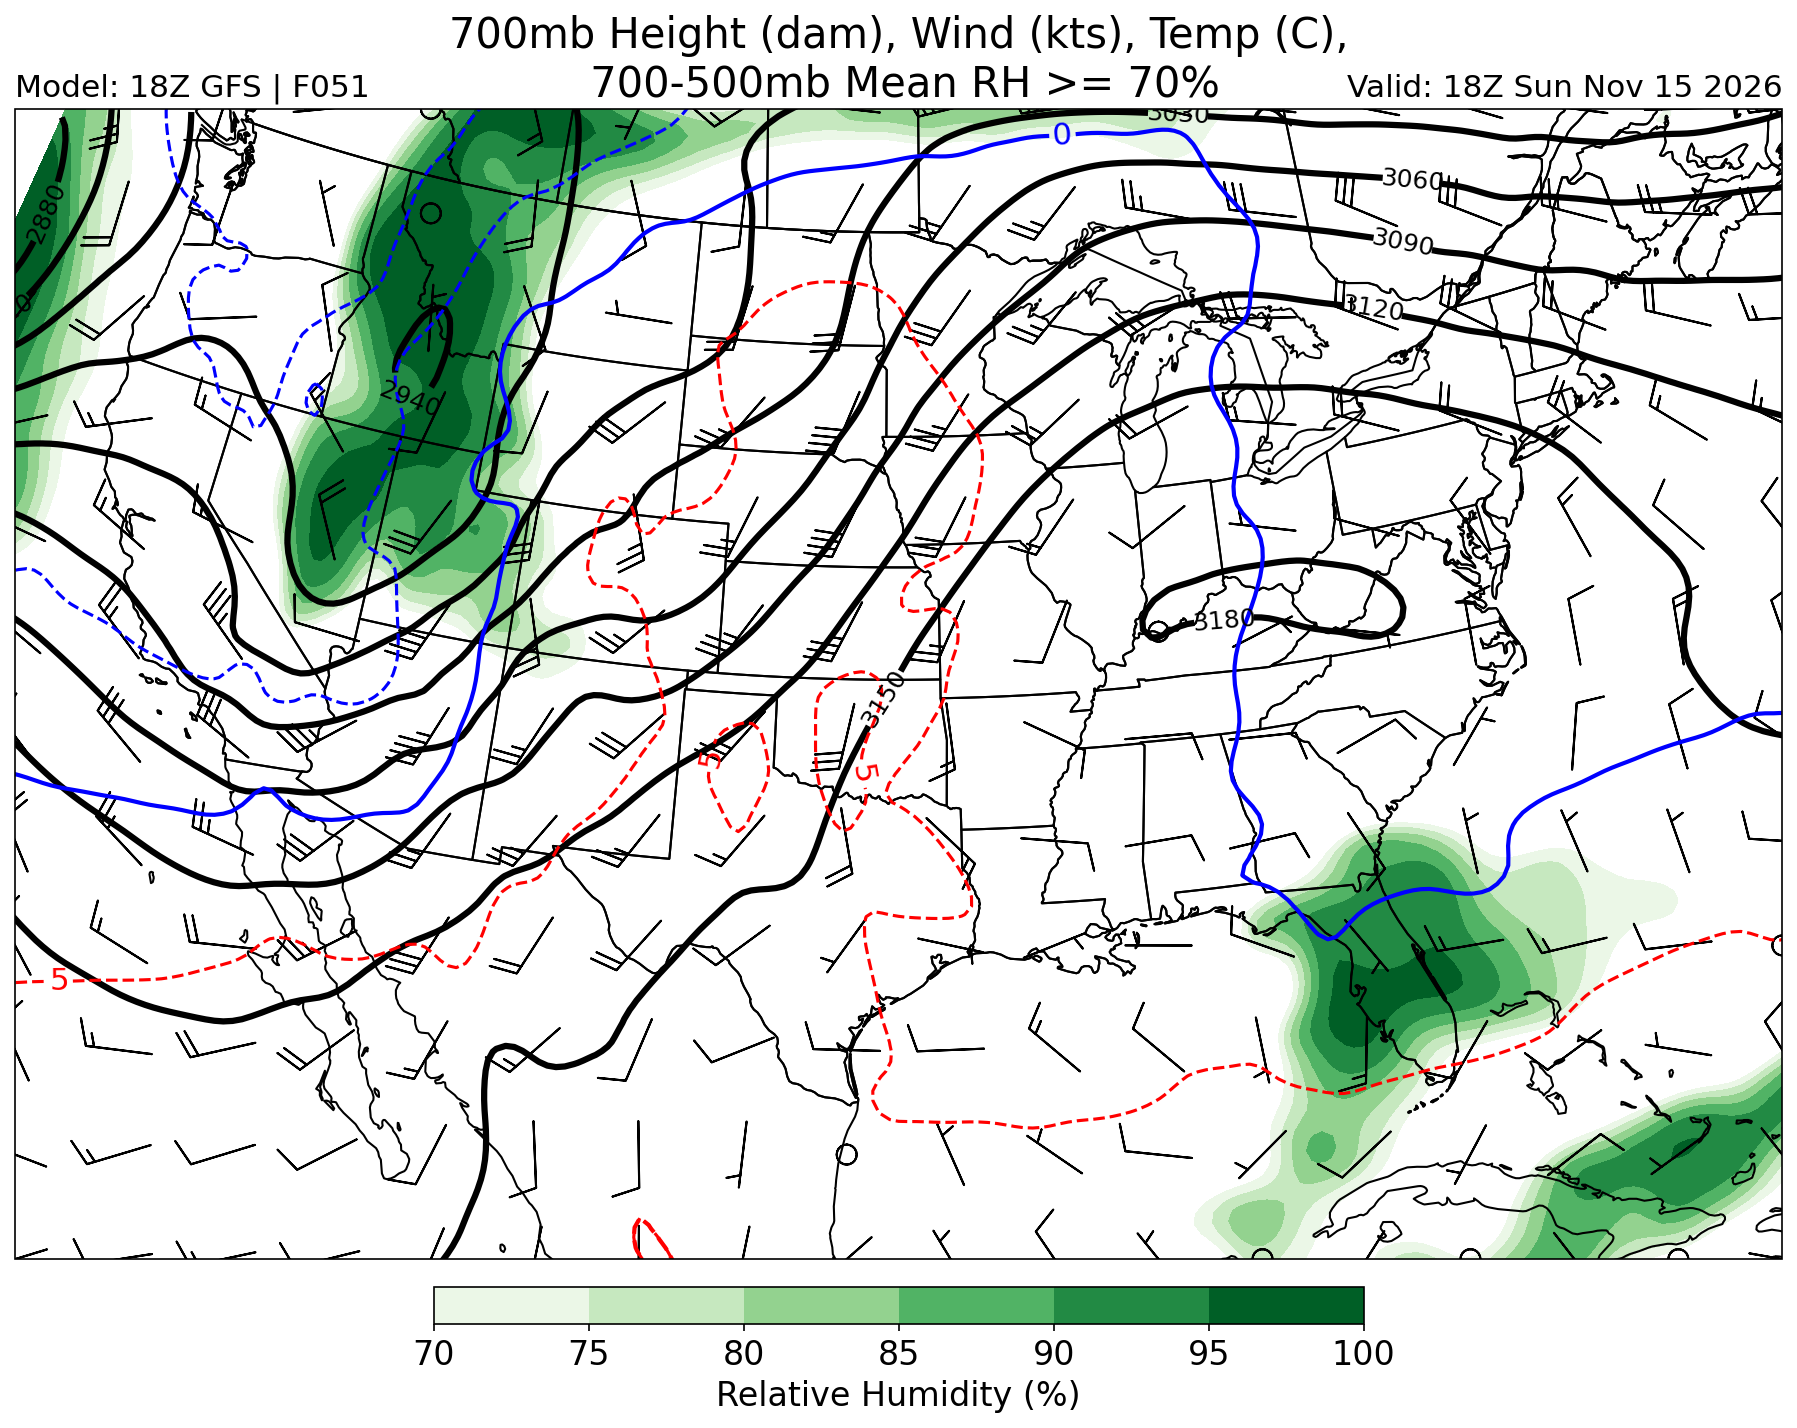 700mb Height (dam), Wind (kts), Temp (C),
700-500mb Mean RH >= 70%
Model: 18Z GFS | F051
Valid: 18Z Sun Nov 15 2026
3030
0
2880
3060
3090
3120
2940
3180
3150
5
5
5
70 75 80 85 90 95 100
Relative Humidity (%)